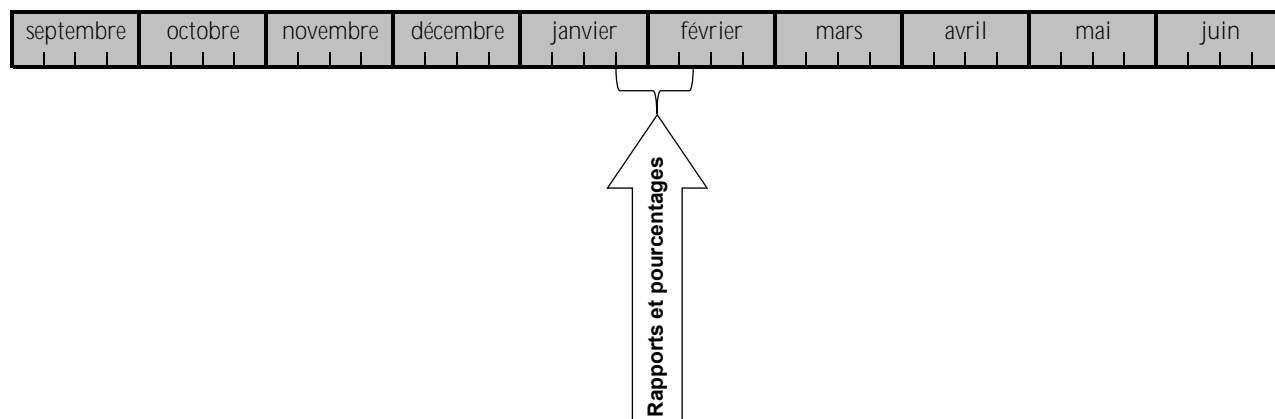 septembre octobre novembre décembre janvier février mars avril mai juin
Rapports et pourcentages